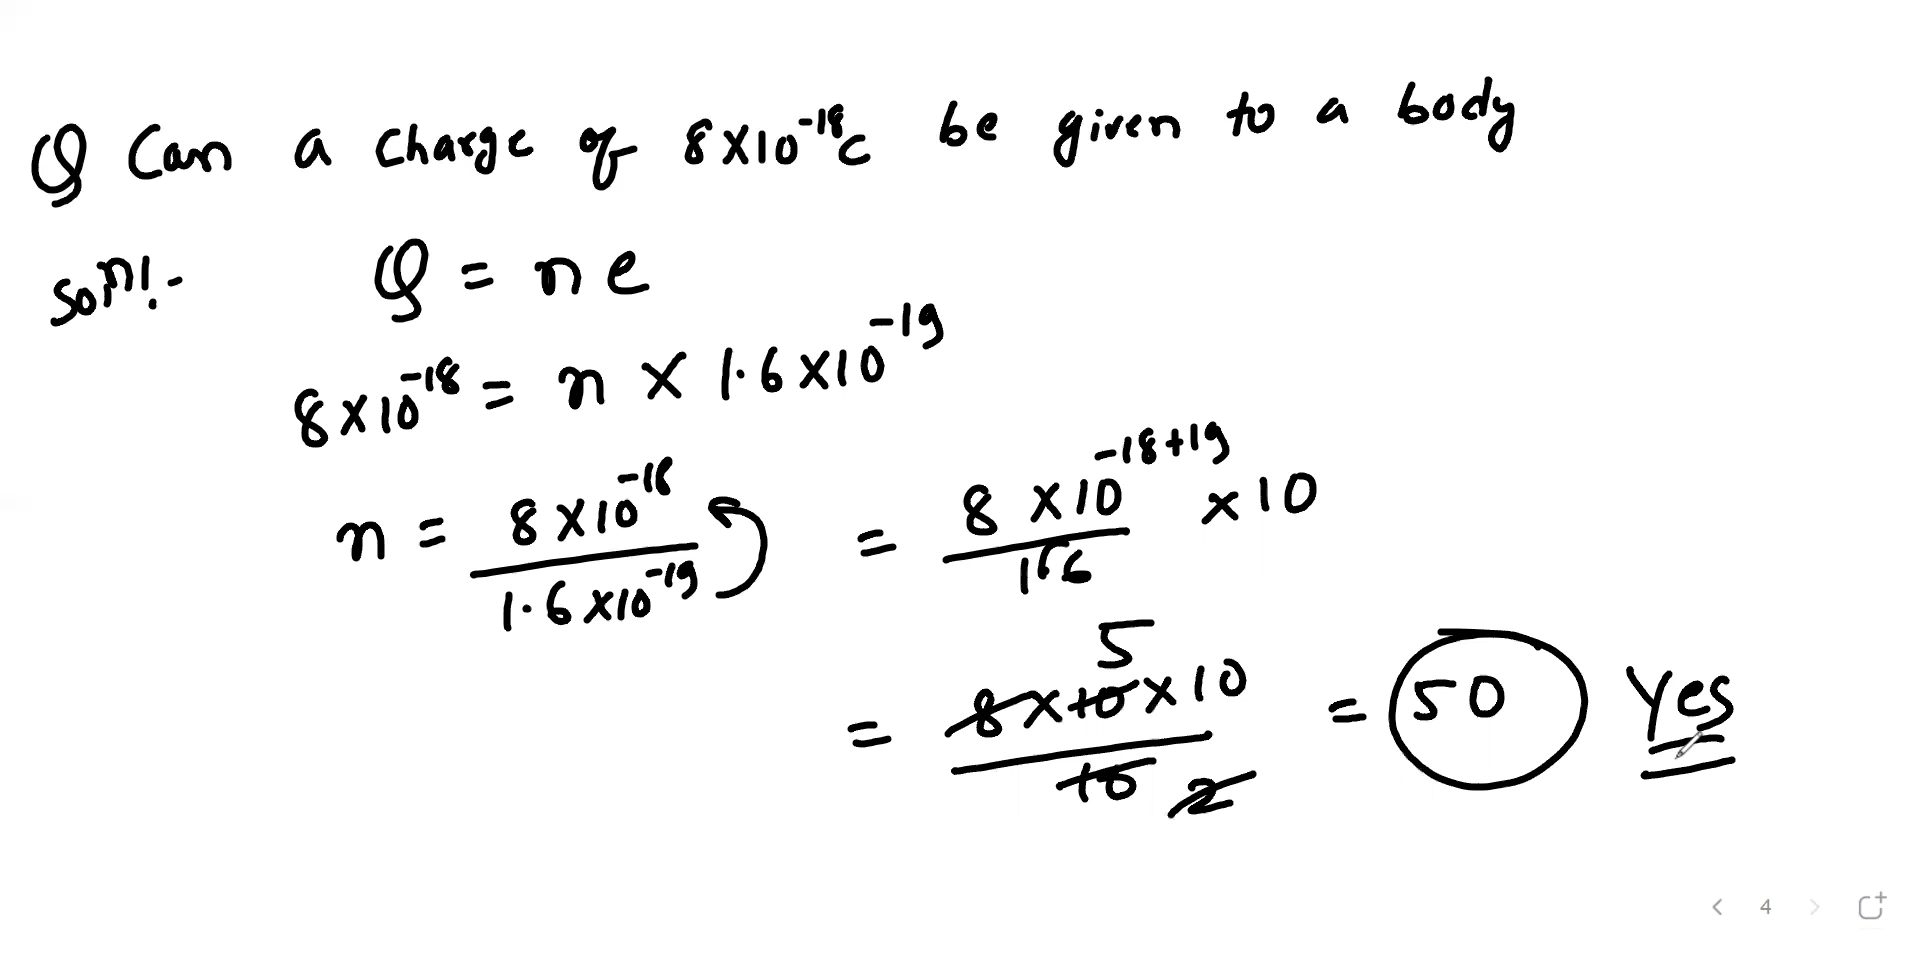 Q Can a charge of 8×10⁻¹⁸c be given to a body
Solⁿ!-
Q = ne
8×10⁻¹⁸ = n × 1.6×10⁻¹⁹
n = 8×10⁻¹⁸ / 1.6×10⁻¹⁹ = 8×10⁻¹⁸⁺¹⁹ / 16 ×10
5
= 8×10×10 / 16 2 = 50 Yes
4